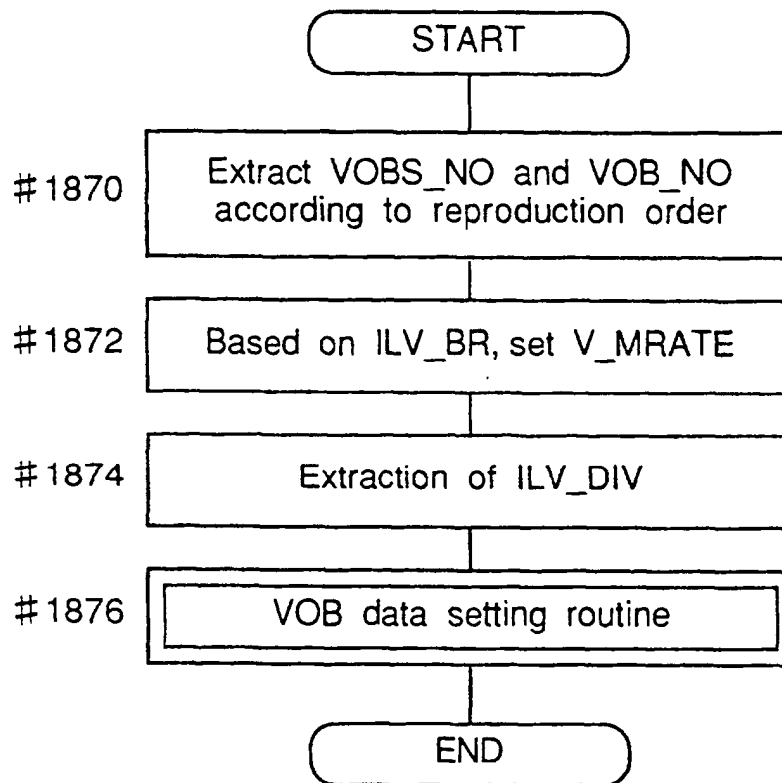 START
#1870
Extract VOBS_NO and VOB_NO
according to reproduction order
#1872
Based on ILV_BR, set V_MRATE
#1874
Extraction of ILV_DIV
#1876
VOB data setting routine
END